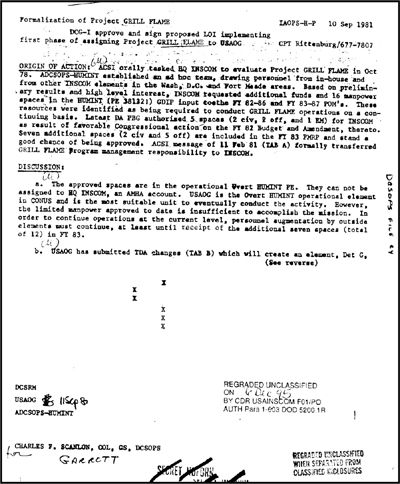 Formalization of Project GRILL FLAME
IAOPS-H-P 10 Sep 1981
DCG-I approve and sign proposed LOI implementing
first phase of assigning Project GRILL FLAME to USAOG
CPT Rittenburg/677-7807
ORIGIN OF ACTION: ACSI orally tasked HQ INSCOM to evaluate Project GRILL FLAME in Oct
78. ADCSOPS-HUMINT established an ad hoc team, drawing personnel from in-house and
from other INSCOM elements in the Wash, D.C. and Fort Meade areas. Based on prelimin-
ary results and high level interest, INSCOM requested additional funds and 16 manpower
spaces in the HUMINT (PE 38132;) GDIP input to the FY 82-86 and FY 83-87 POM's. These
resources were identified as being required to conduct GRILL FLAME operations on a con-
tinuing basis. Latest DA PBG authorised 5 spaces (2 civ, 2 off, and 1 EM) for INSCOM
as result of favorable Congressional action on the FY 82 Budget and Amendment, thereto.
Seven additional spaces (2 civ and 5 off) are included in the FY 83 PMRP and stand a
good chance of being approved. ACSI message of 11 Feb 81 (TAB A) formally transferred
GRILL FLAME Program management responsibility to INSCOM.
DISCUSSION:
(U)
a. The approved spaces are in the operational Overt HUMINT PE. They can not be
assigned to HQ INSCOM, an AMHA account. USAOG is the Overt HUMINT operational element
in CONUS and is the most suitable unit to eventually conduct the activity. However,
the limited manpower approved to date is insufficient to accomplish the mission. In
order to continue operations at the current level, personnel augmentation by outside
elements must continue, at least until receipt of the additional seven spaces (total
of 12) in FY 83.
(U)
b. USAOG has submitted TDA changes (TAB B) which will create an element, Det G,
(See reverse)
DCSOPS FILE
X
X
X
X
X
X
DCSRM
USAOG 11 Sep 8
ADCSOPS-HUMINT
REGRADED UNCLASSIFIED
ON 4 Dec 95
BY CDR USAINSCOM F01/PO
AUTH Para 1-603 DOD 5200 1R
CHARLES F. SCANLON, COL, GS, DCSOPS
for GARRETT
SECRET NOFORN
REGRADED UNCLASSIFIED
WHEN SEPARATED FROM
CLASSIFIED ENCLOSURES